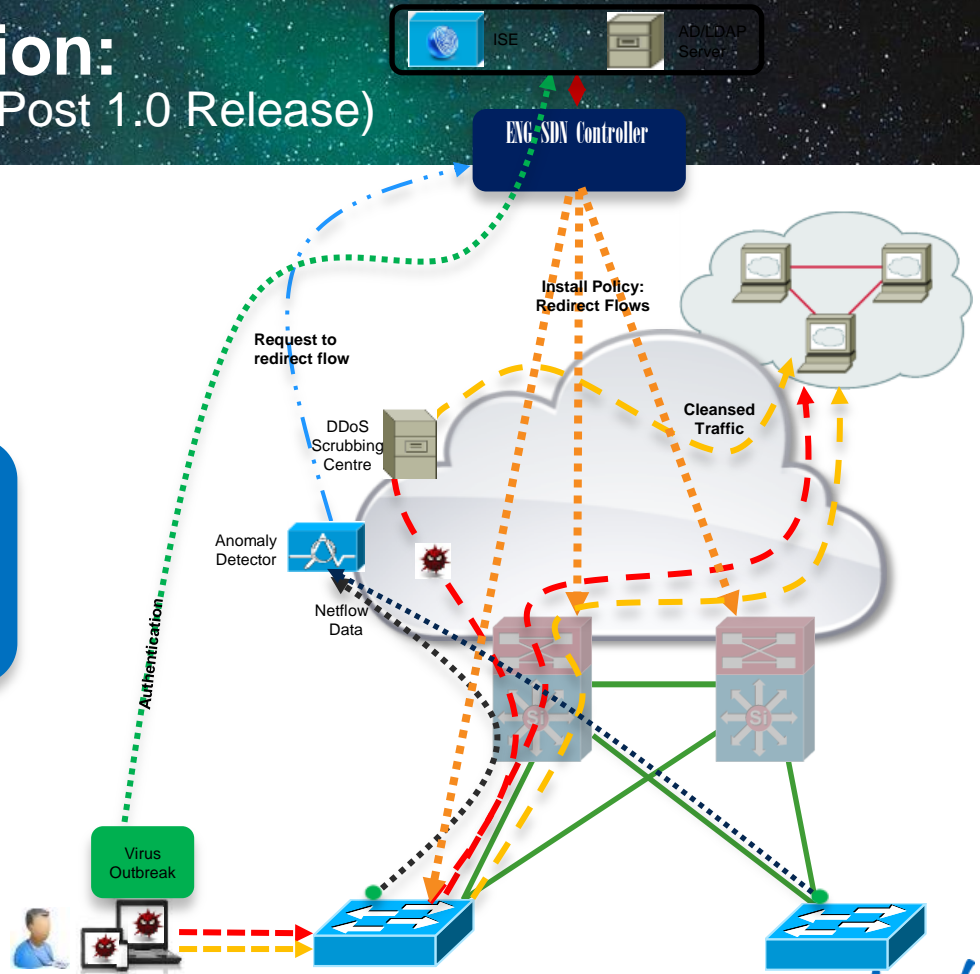 ion:
Post 1.0 Release)
ISE
AD/LDAP
Server
ENG SDN Controller
Install Policy:
Redirect Flows
Request to
redirect flow
Cleansed
Traffic
DDoS
Scrubbing
Centre
Anomaly
Detector
Netflow
Data
Authentication
Si
Si
Virus
Outbreak